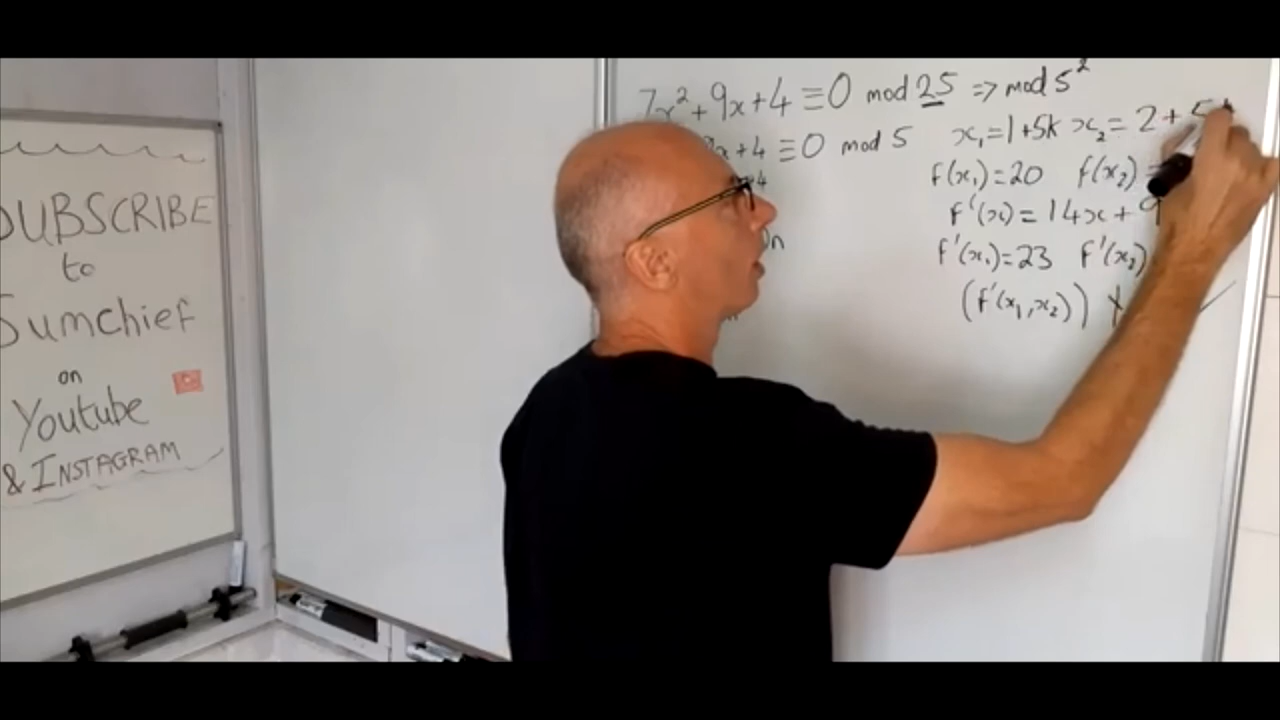 SUBSCRIBE
to
Sumchief
on
Youtube
& INSTAGRAM
7x²+9x+4≡0 mod 25 => mod 5²
x+4≡0 mod 5 x₁=1+5k x₂=2+5
f(x₁)=20 f(x₂)
f'(x)=14x+9
f'(x₁)=23 f'(x₂)
(f'(x₁,x₂))